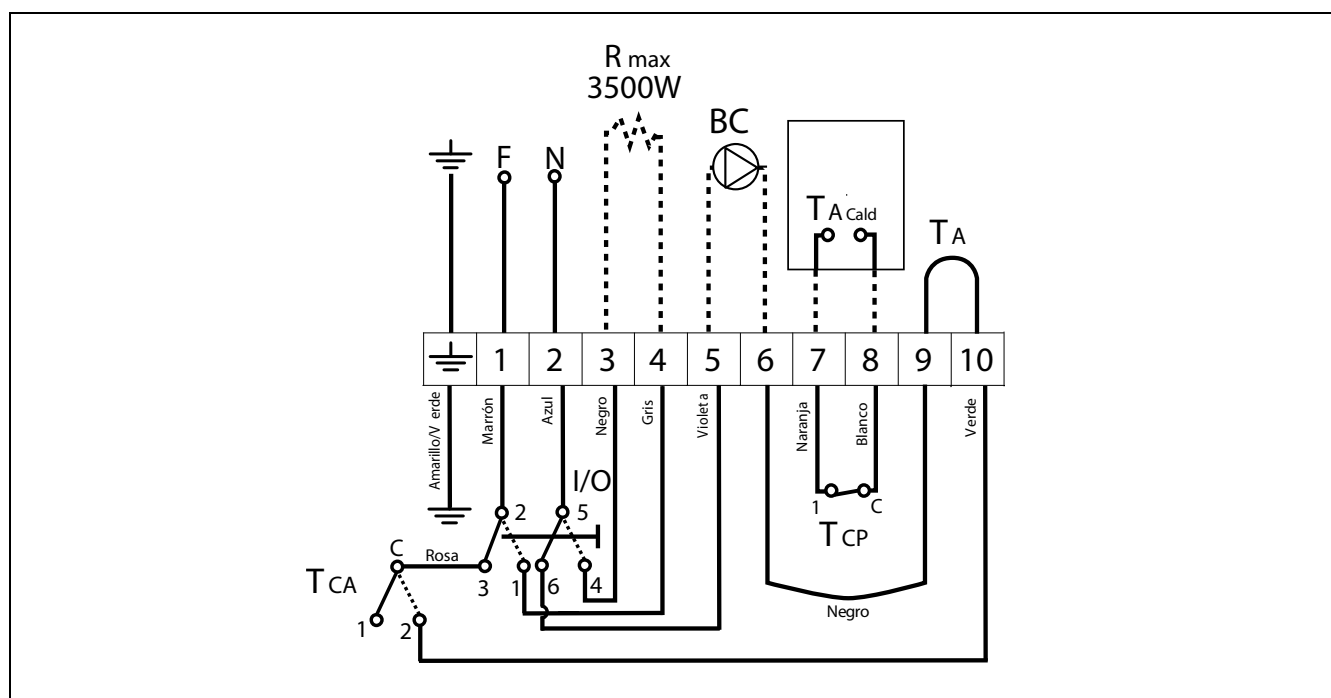 R max
3500W
BC
F
N
T A Cald
T A
1
2
3
4
5
6
7
8
9
10
Amarillo/V erde
Marrón
Azul
Negro
Gris
Violeta
Naranja
Blanco
Verde
I/O
2
5
1
C
T CP
C
Rosa
3
1
6
4
T CA
1
2
Negro